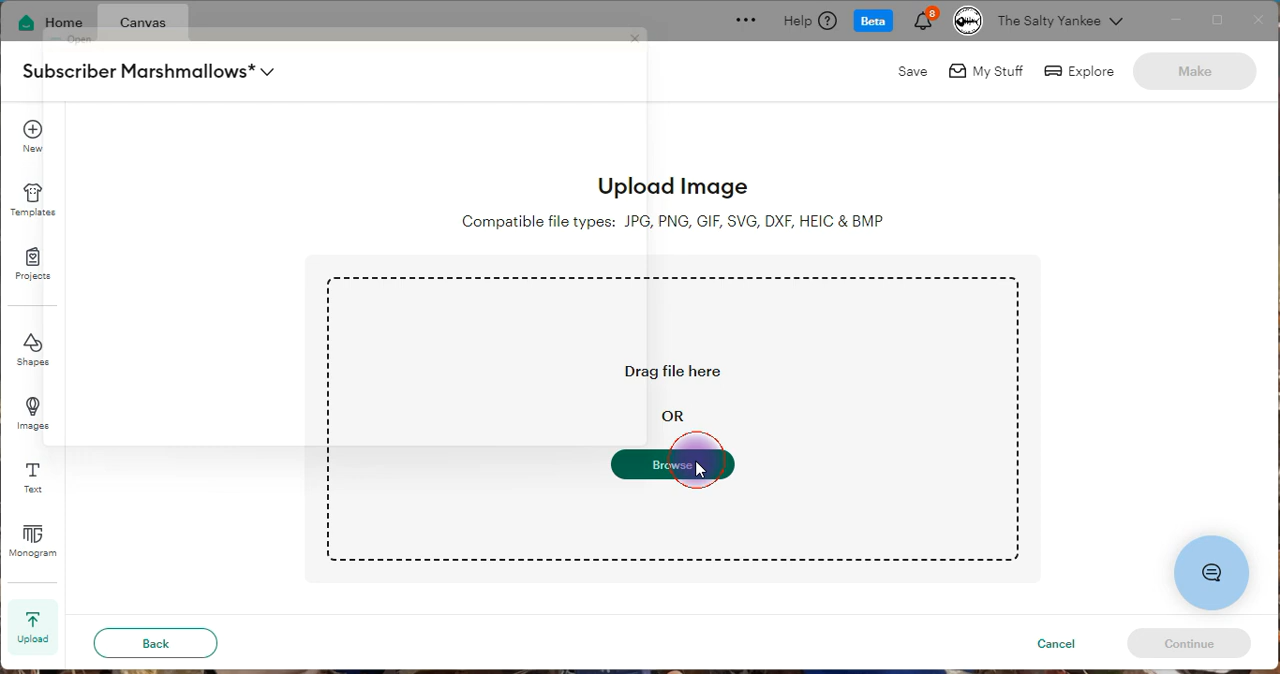 Home
Canvas
Help
Beta
8
The Salty Yankee
Open
Subscriber Marshmallows*
Save
My Stuff
Explore
Make
New
Templates
Projects
Shapes
Images
Text
Monogram
Upload
Upload Image
Compatible file types: JPG, PNG, GIF, SVG, DXF, HEIC & BMP
Drag file here
OR
Browse
Back
Cancel
Continue